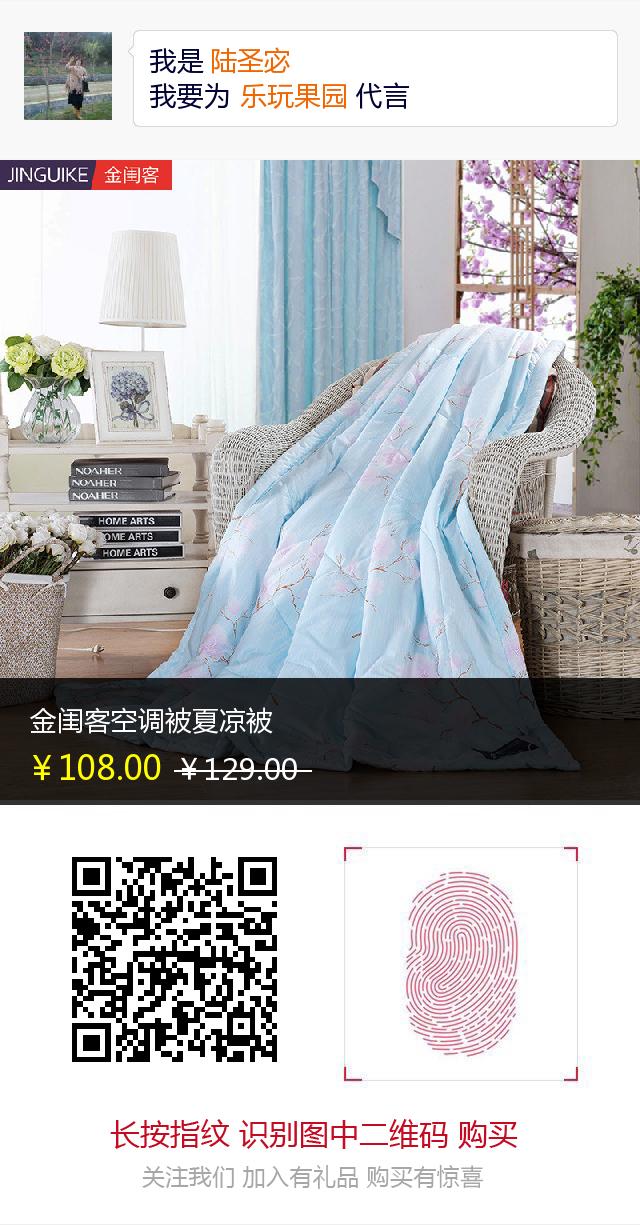 我是 陆圣宓
我要为 乐玩果园 代言
JINGUIKE 金闺客
NOAHER
NOAHER
NOAHER
HOME ARTS
HOME ARTS
HOME ARTS
金闺客空调被夏凉被
￥108.00 ￥129.00
长按指纹 识别图中二维码 购买
关注我们 加入有礼品 购买有惊喜